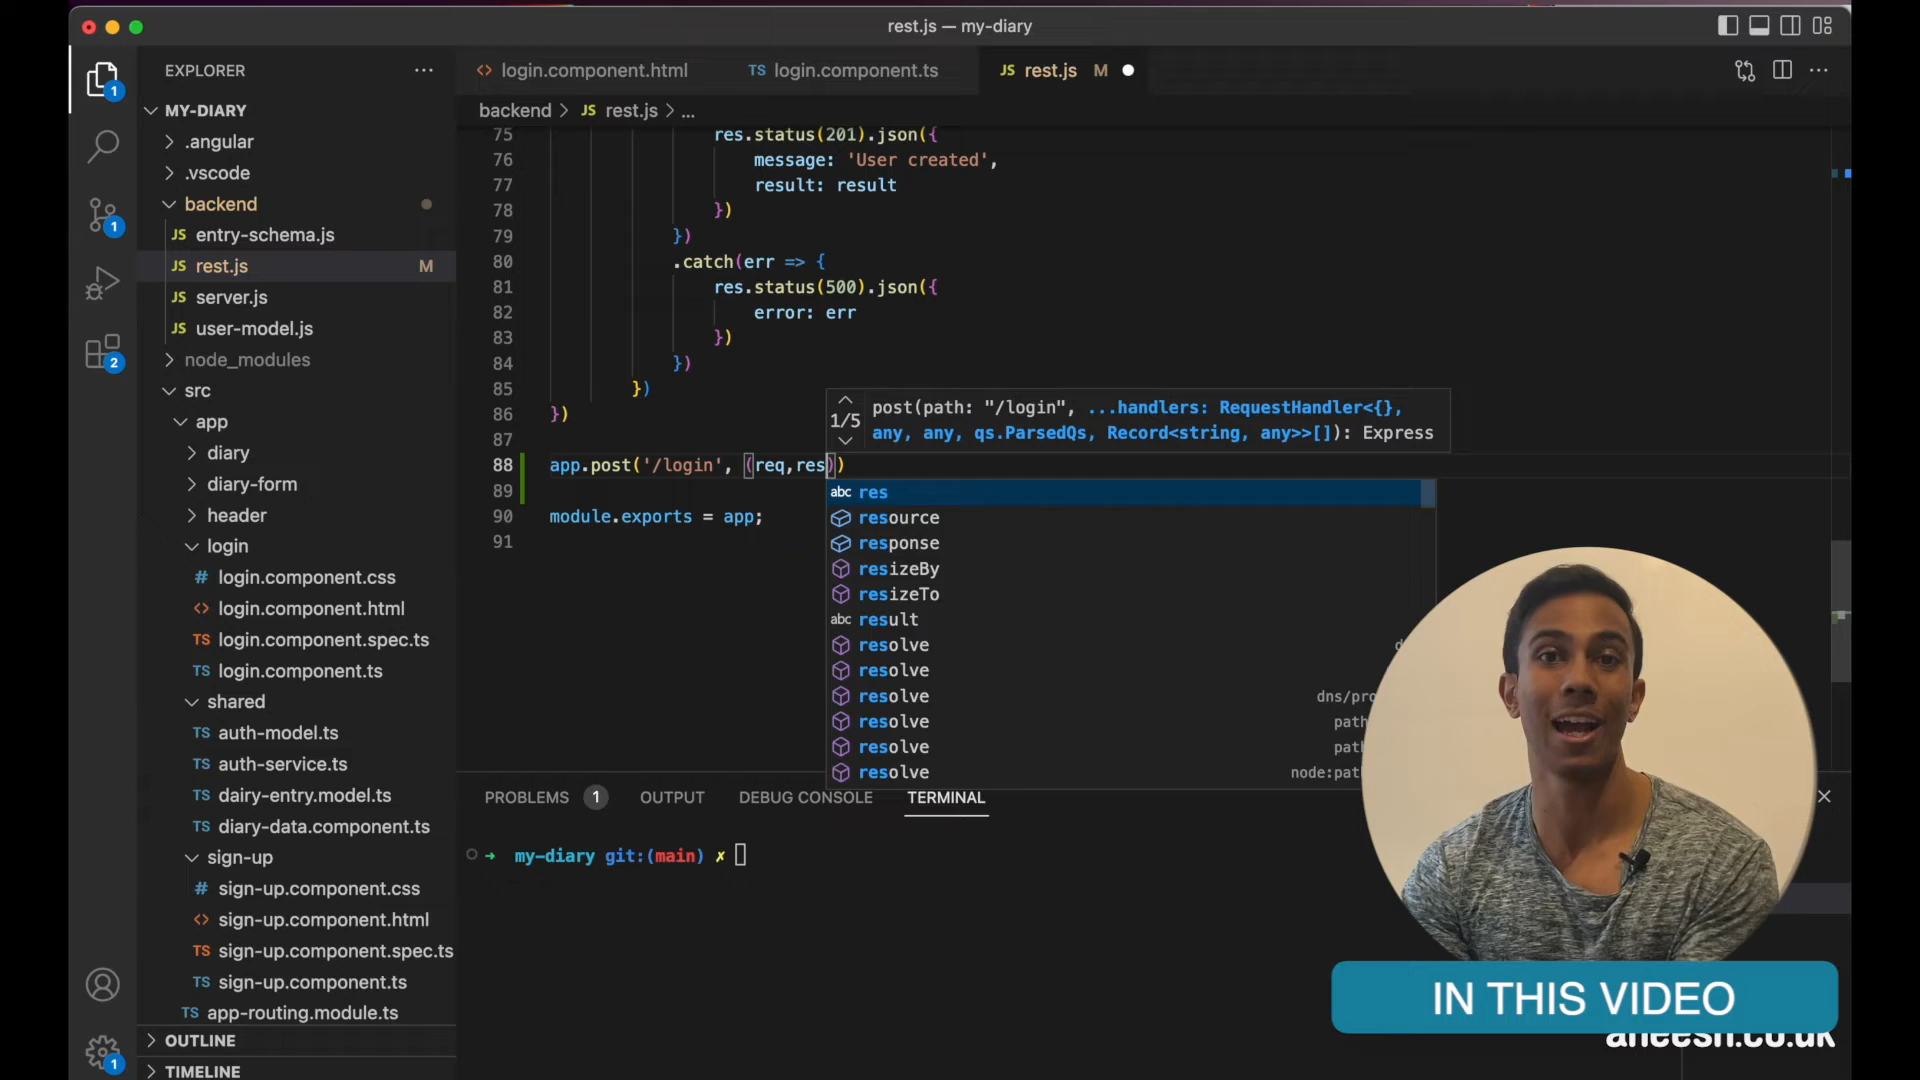 rest.js — my-diary
EXPLORER
MY-DIARY
.angular
.vscode
backend
JS entry-schema.js
JS rest.js M
JS server.js
JS user-model.js
node_modules
src
app
diary
diary-form
header
login
# login.component.css
<> login.component.html
TS login.component.spec.ts
TS login.component.ts
shared
TS auth-model.ts
TS auth-service.ts
TS dairy-entry.model.ts
TS diary-data.component.ts
sign-up
# sign-up.component.css
<> sign-up.component.html
TS sign-up.component.spec.ts
TS sign-up.component.ts
TS app-routing.module.ts
OUTLINE
TIMELINE
1
1
2
1
<> login.component.html TS login.component.ts JS rest.js M
backend > JS rest.js > ...
75 res.status(201).json({
76 message: 'User created',
77 result: result
78 })
79 })
80 .catch(err => {
81 res.status(500).json({
82 error: err
83 })
84 })
85 })
86 })
87
88 app.post('/login', (req,res))
89
90 module.exports = app;
91
1/5
post(path: "/login", ...handlers: RequestHandler<{},
any, any, qs.ParsedQs, Record<string, any>>[]): Express
abc res
resource
response
resizeBy
resizeTo
abc result
resolve
resolve
resolve dns/pro
resolve path
resolve path
resolve node:pat
PROBLEMS 1 OUTPUT DEBUG CONSOLE TERMINAL
→ my-diary git:(main) ✗
IN THIS VIDEO
aneesh.co.uk